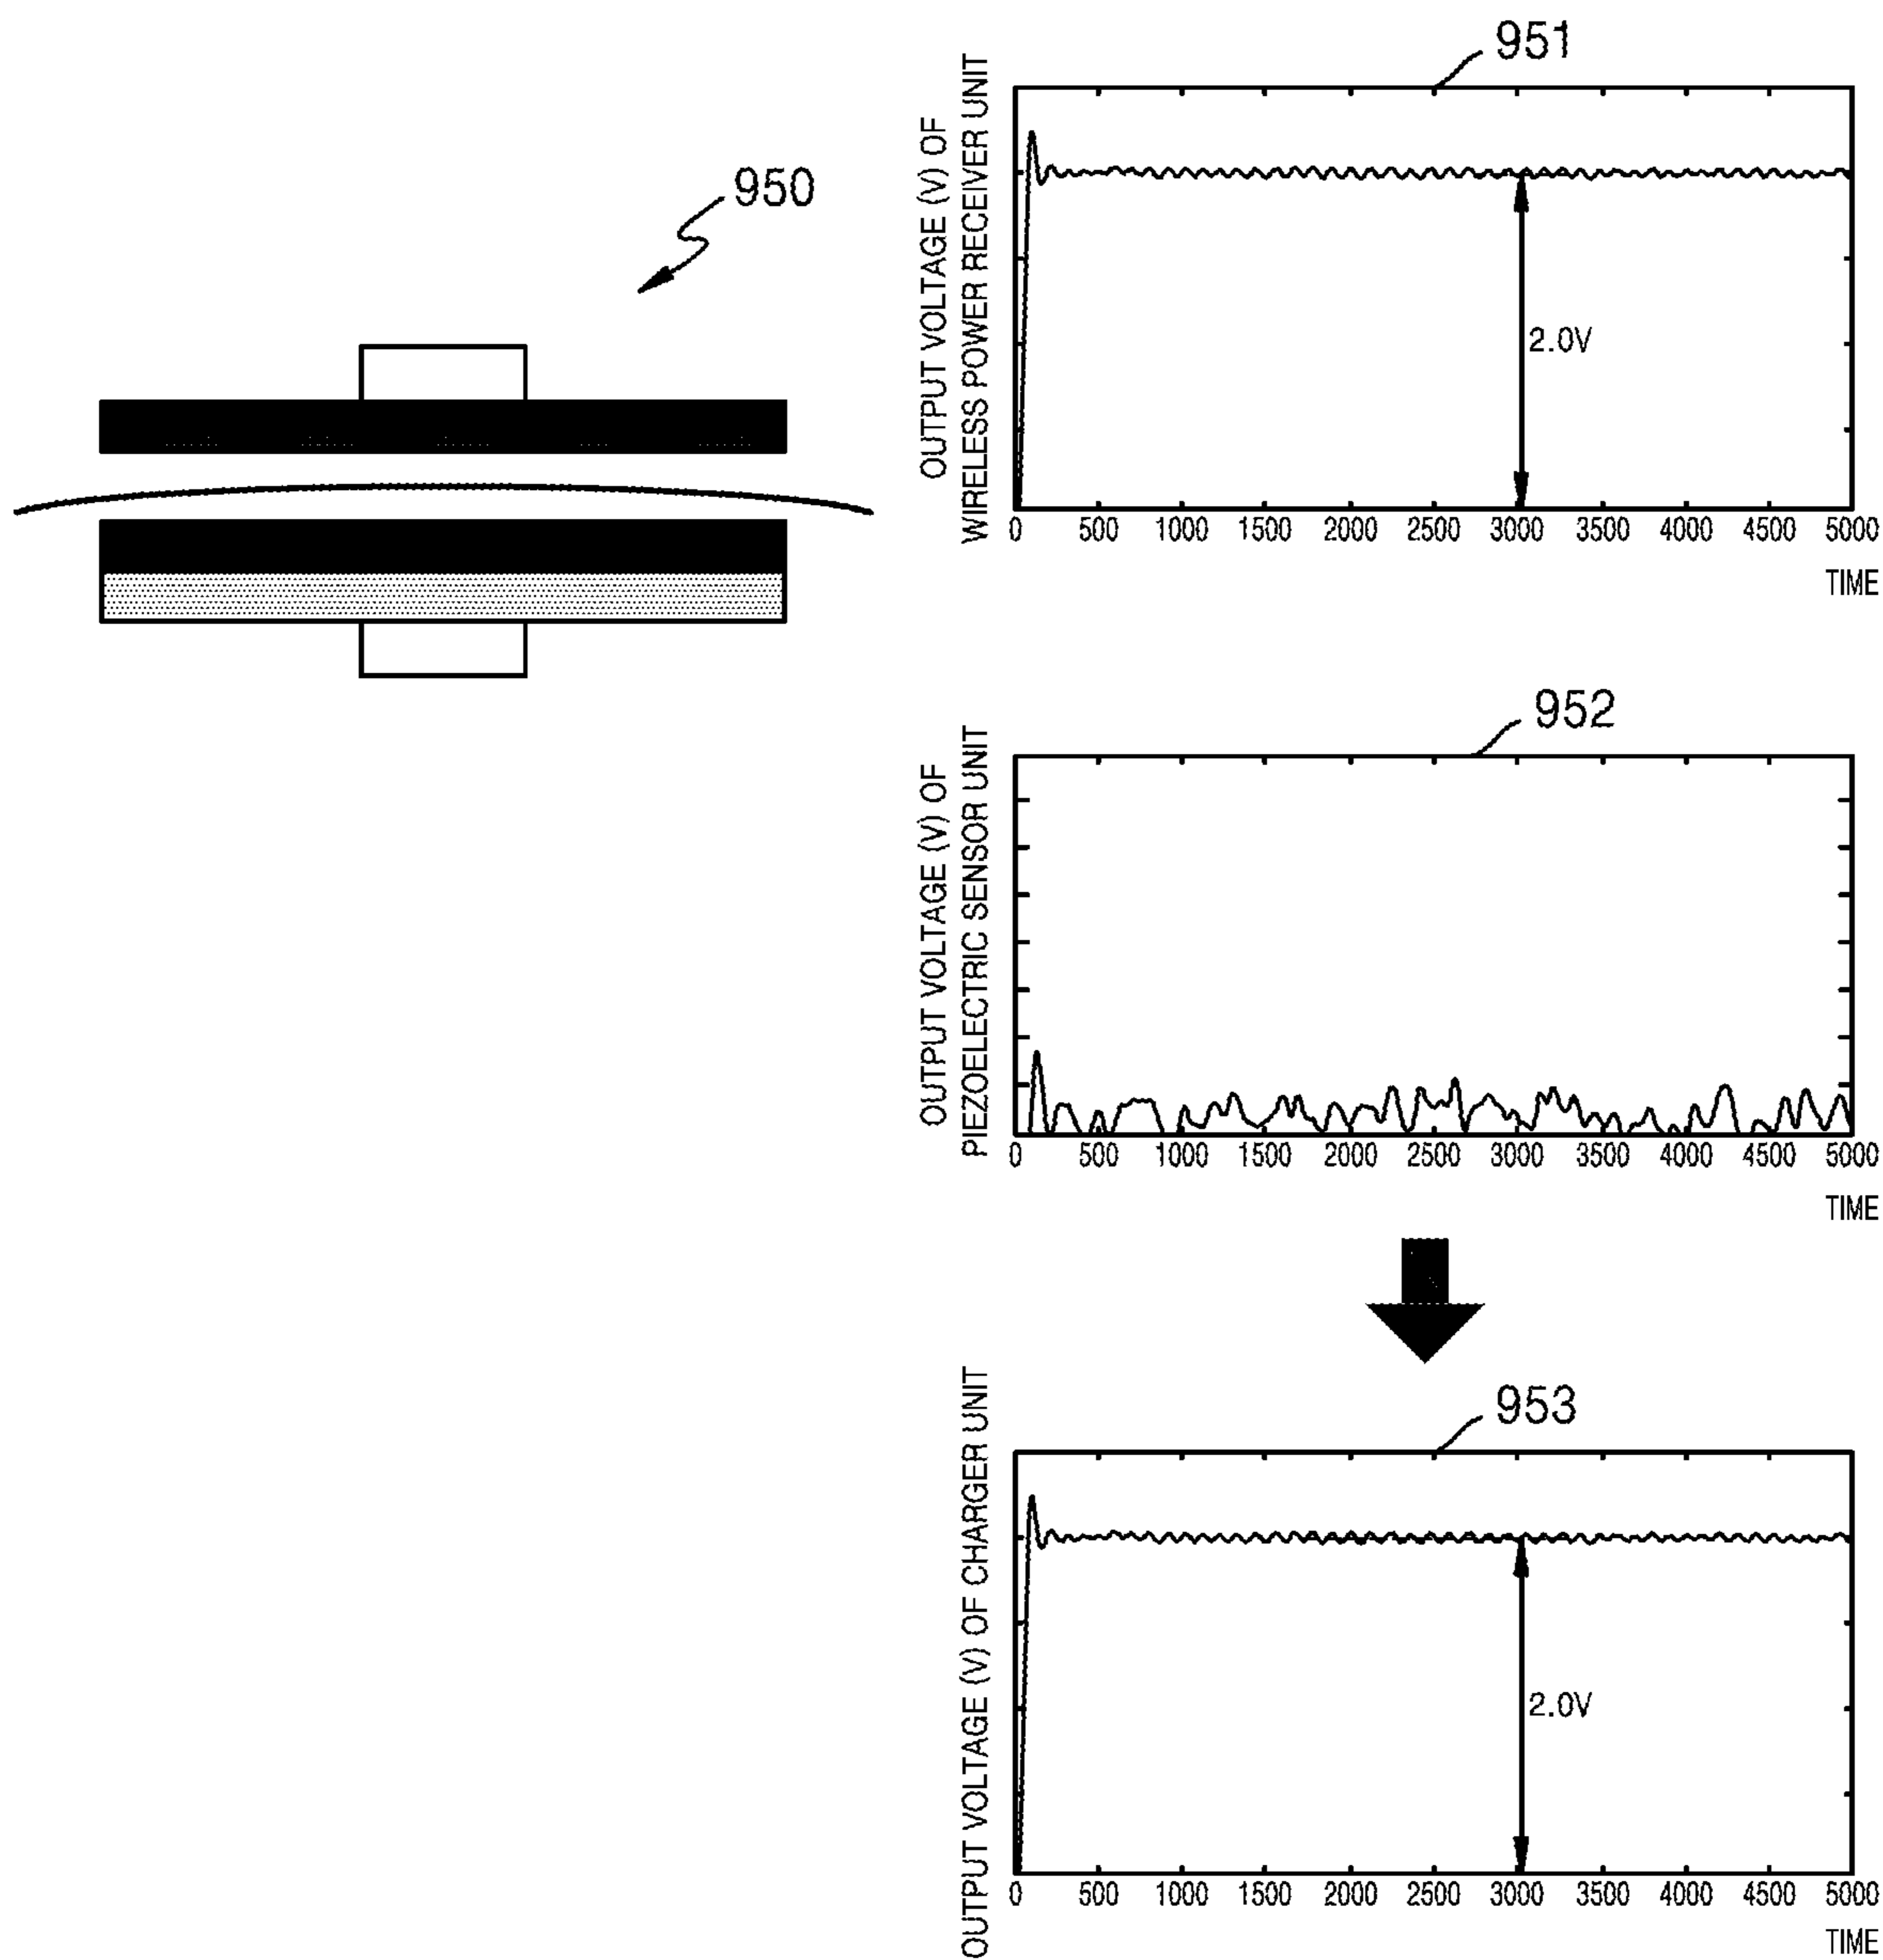 950
951
OUTPUT VOLTAGE (V) OF
WIRELESS POWER RECEIVER UNIT
2.0V
0 500 1000 1500 2000 2500 3000 3500 4000 4500 5000
TIME
952
OUTPUT VOLTAGE (V) OF
PIEZOELECTRIC SENSOR UNIT
0 500 1000 1500 2000 2500 3000 3500 4000 4500 5000
TIME
953
OUTPUT VOLTAGE (V) OF CHARGER UNIT
2.0V
0 500 1000 1500 2000 2500 3000 3500 4000 4500 5000
TIME